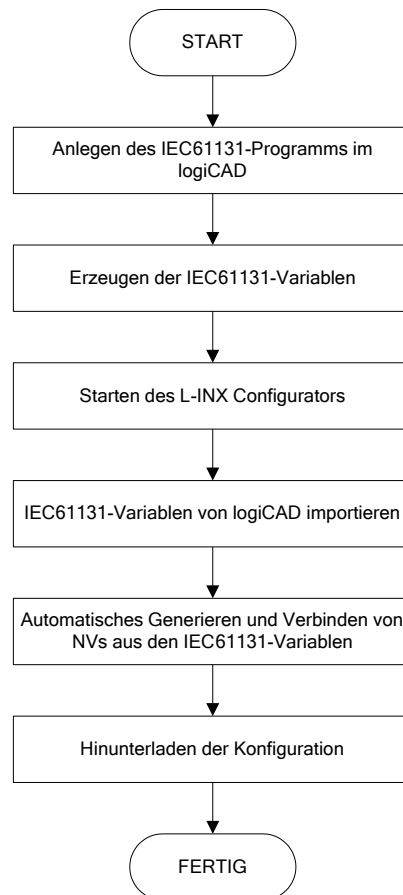 START
Anlegen des IEC61131-Programms im
logiCAD
Erzeugen der IEC61131-Variablen
Starten des L-INX Configurators
IEC61131-Variablen von logiCAD importieren
Automatisches Generieren und Verbinden von
NVs aus den IEC61131-Variablen
Hinunterladen der Konfiguration
FERTIG